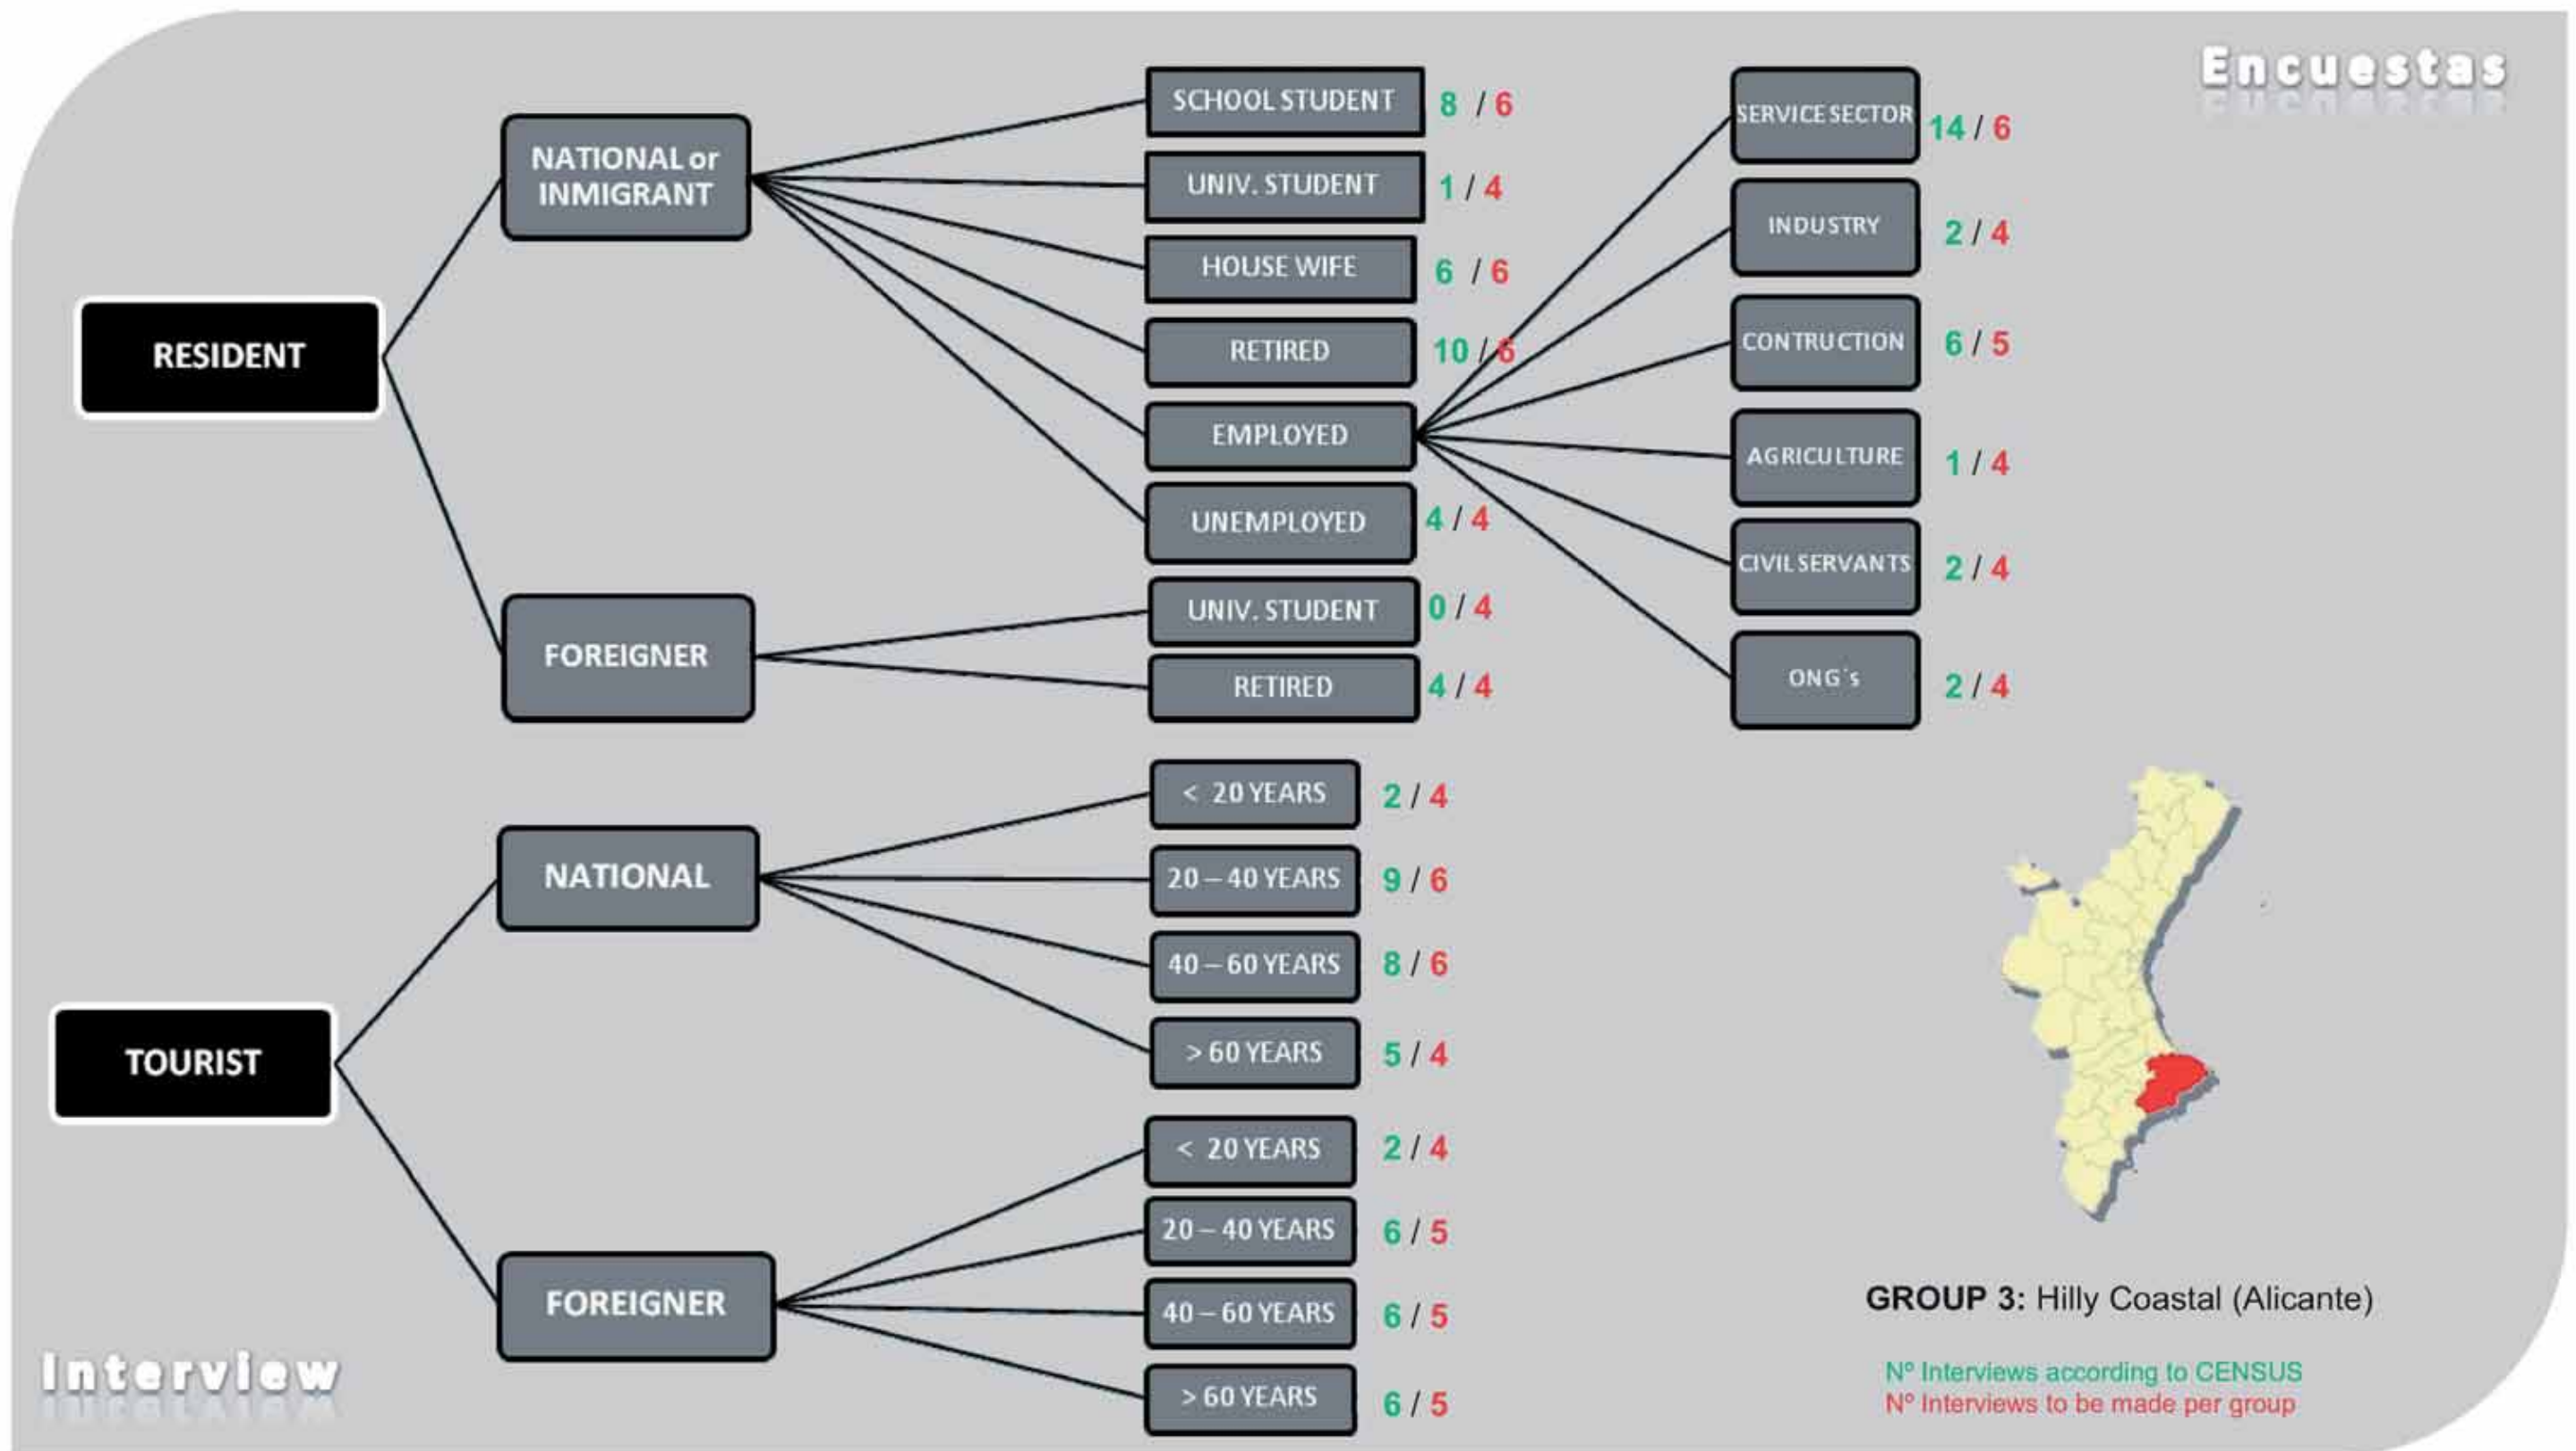 Encuestas
RESIDENT
NATIONAL or
INMIGRANT
SCHOOL STUDENT 8 / 6
UNIV. STUDENT 1 / 4
HOUSE WIFE 6 / 6
RETIRED 10 / 6
EMPLOYED
UNEMPLOYED 4 / 4
SERVICE SECTOR 14 / 6
INDUSTRY 2 / 4
CONTRUCTION 6 / 5
AGRICULTURE 1 / 4
CIVIL SERVANTS 2 / 4
ONG´s 2 / 4
FOREIGNER
UNIV. STUDENT 0 / 4
RETIRED 4 / 4
TOURIST
NATIONAL
< 20 YEARS 2 / 4
20 – 40 YEARS 9 / 6
40 – 60 YEARS 8 / 6
> 60 YEARS 5 / 4
FOREIGNER
< 20 YEARS 2 / 4
20 – 40 YEARS 6 / 5
40 – 60 YEARS 6 / 5
> 60 YEARS 6 / 5
GROUP 3: Hilly Coastal (Alicante)
Nº Interviews according to CENSUS
Nº Interviews to be made per group
Interview